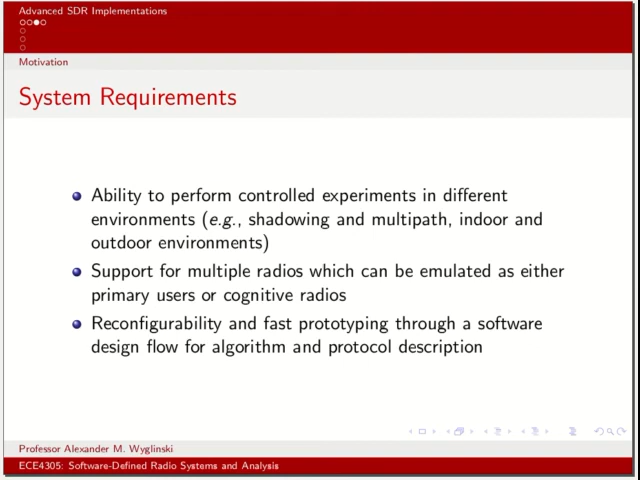 Advanced SDR Implementations
Motivation
System Requirements
Ability to perform controlled experiments in different
environments (e.g., shadowing and multipath, indoor and
outdoor environments)
Support for multiple radios which can be emulated as either
primary users or cognitive radios
Reconfigurability and fast prototyping through a software
design flow for algorithm and protocol description
Professor Alexander M. Wyglinski
ECE4305: Software-Defined Radio Systems and Analysis